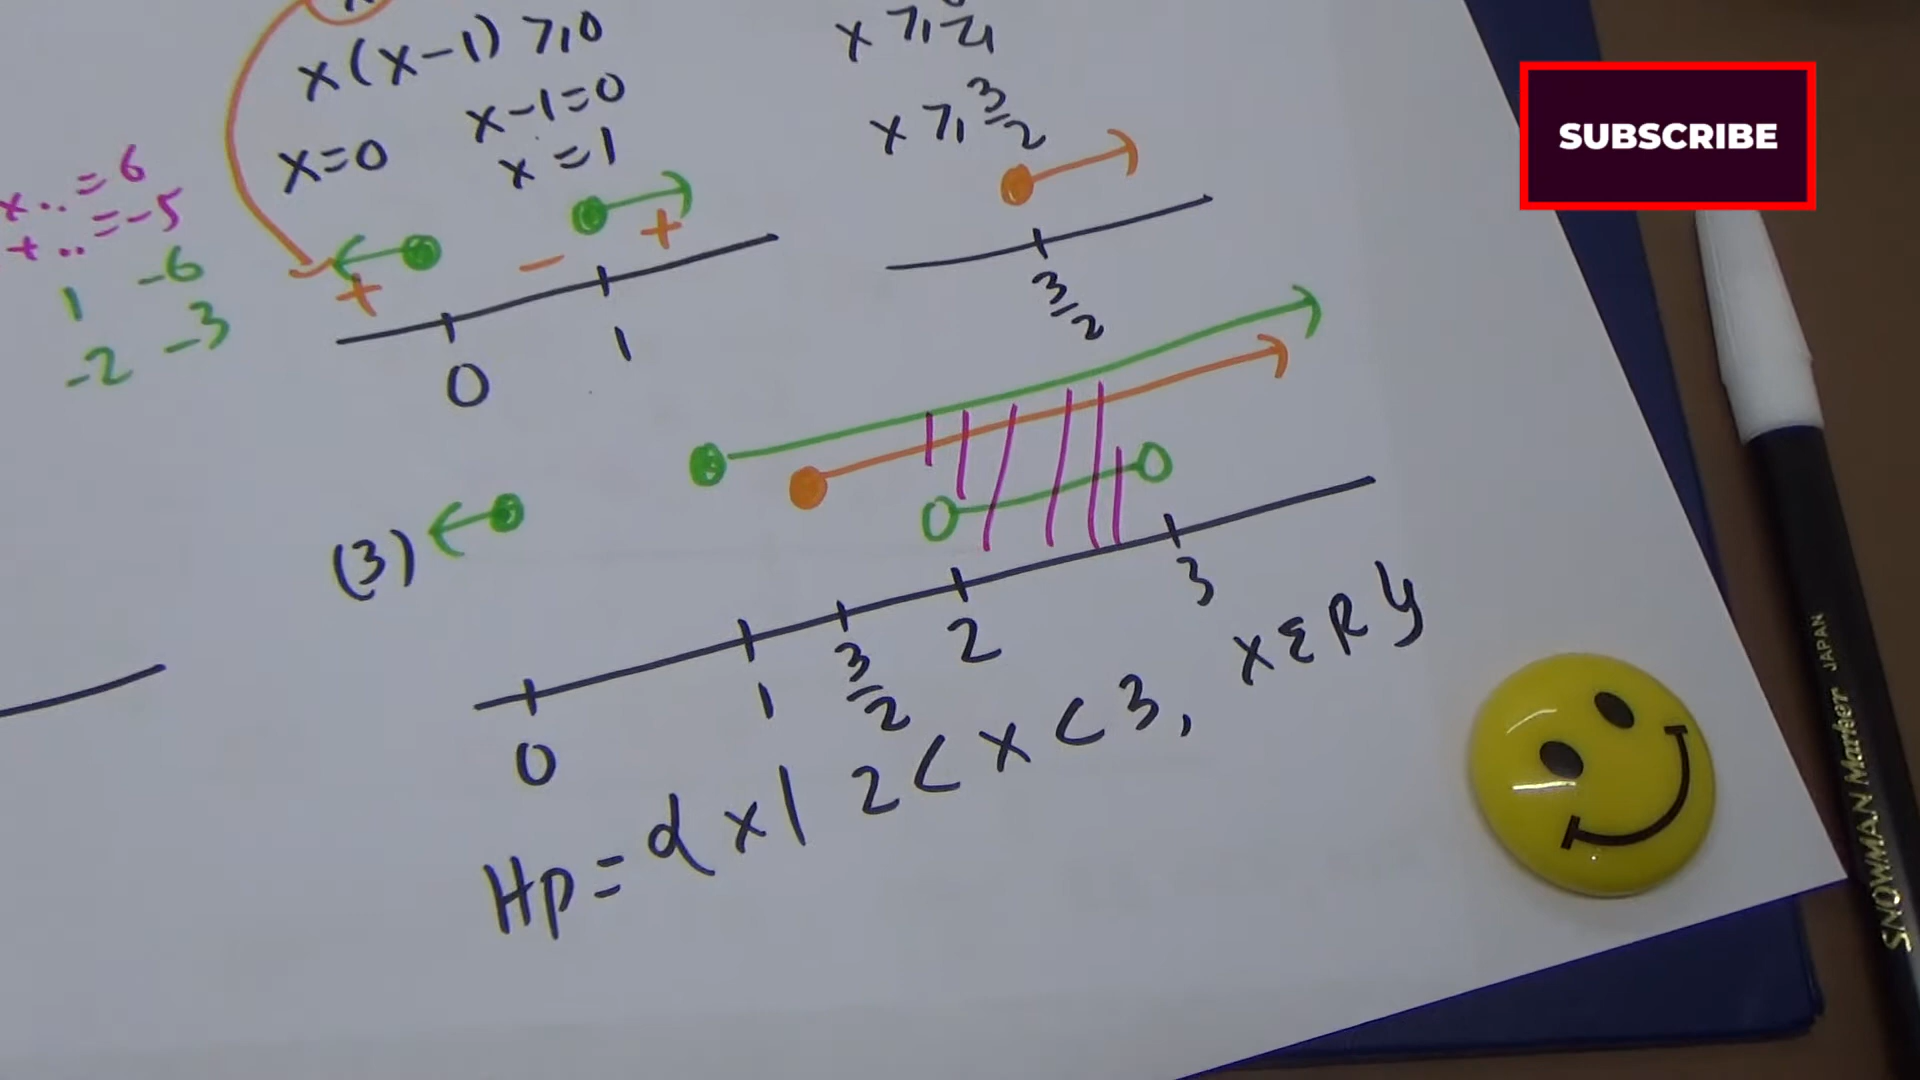 x(x-1) ⩾ 0
x-1=0
x=0
x=1
+
-
+
0
1
x ⩾ 3/2
3/2
x.. = 6
+.. = -5
1 -6
-2 -3
(3)
0
1
3/2
2
3
Hp = { x | 2 < x < 3, x ε R }
SUBSCRIBE
SNOWMAN Marker JAPAN